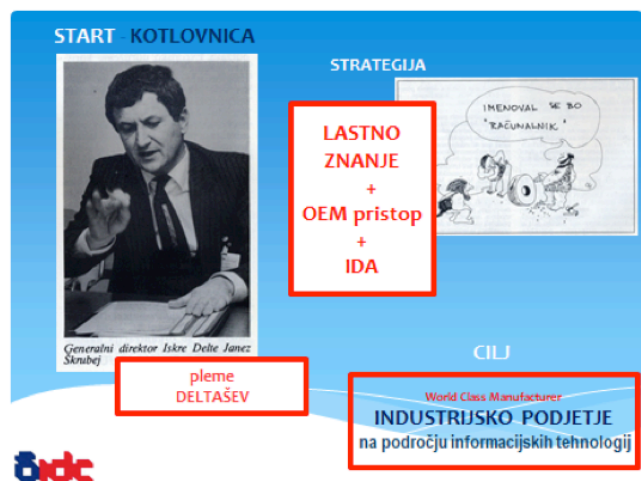 START - KOTLOVNICA
STRATEGIJA
IMENOVAL SE BO
"RAČUNALNIK"
LASTNO
ZNANJE
+
OEM pristop
+
IDA
Generalni direktor Iskre Delte Janez
Škrubej
pleme
DELTAŠEV
CILJ
World Class Manufacturer
INDUSTRIJSKO PODJETJE
na področju informacijskih tehnologij
idc